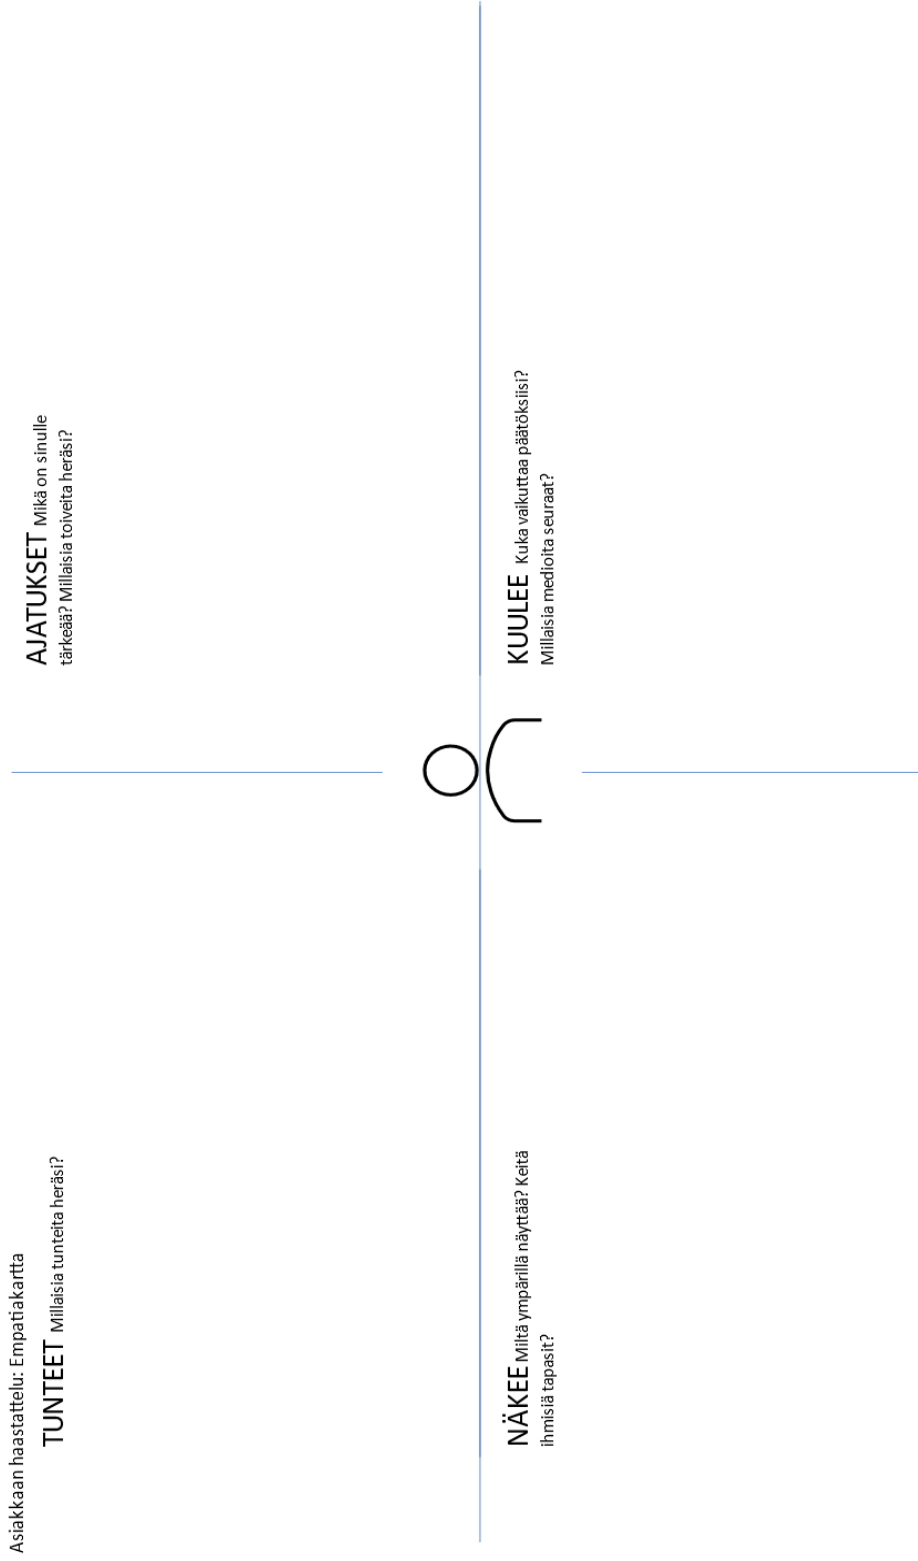 Asiakkaan haastattelu: Empatiakartta
TUNTEET Millaisia tunteita heräsi?
AJATUKSET Mikä on sinulle
tärkeää? Millaisia toiveita heräsi?
NÄKEE Miltä ympärillä näyttää? Keitä
ihmisiä tapasit?
KUULEE Kuka vaikuttaa päätöksiisi?
Millaisia medioita seuraat?